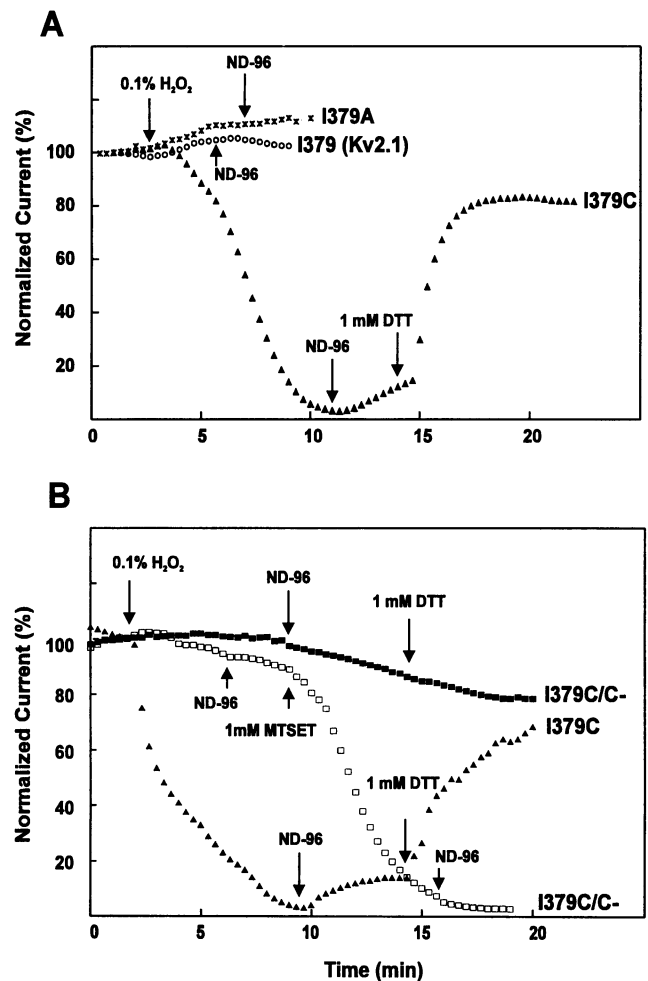 A
Normalized Current (%)
100
80
60
40
20
0.1% H₂O₂
ND-96
I379A
I379 (Kv2.1)
ND-96
I379C
1 mM DTT
ND-96
0
5
10
15
20
B
Normalized Current (%)
100
80
60
40
20
0.1% H₂O₂
ND-96
1 mM DTT
ND-96
1mM MTSET
I379C/C-
I379C
1 mM DTT
ND-96
ND-96
I379C/C-
0
5
10
15
20
Time (min)